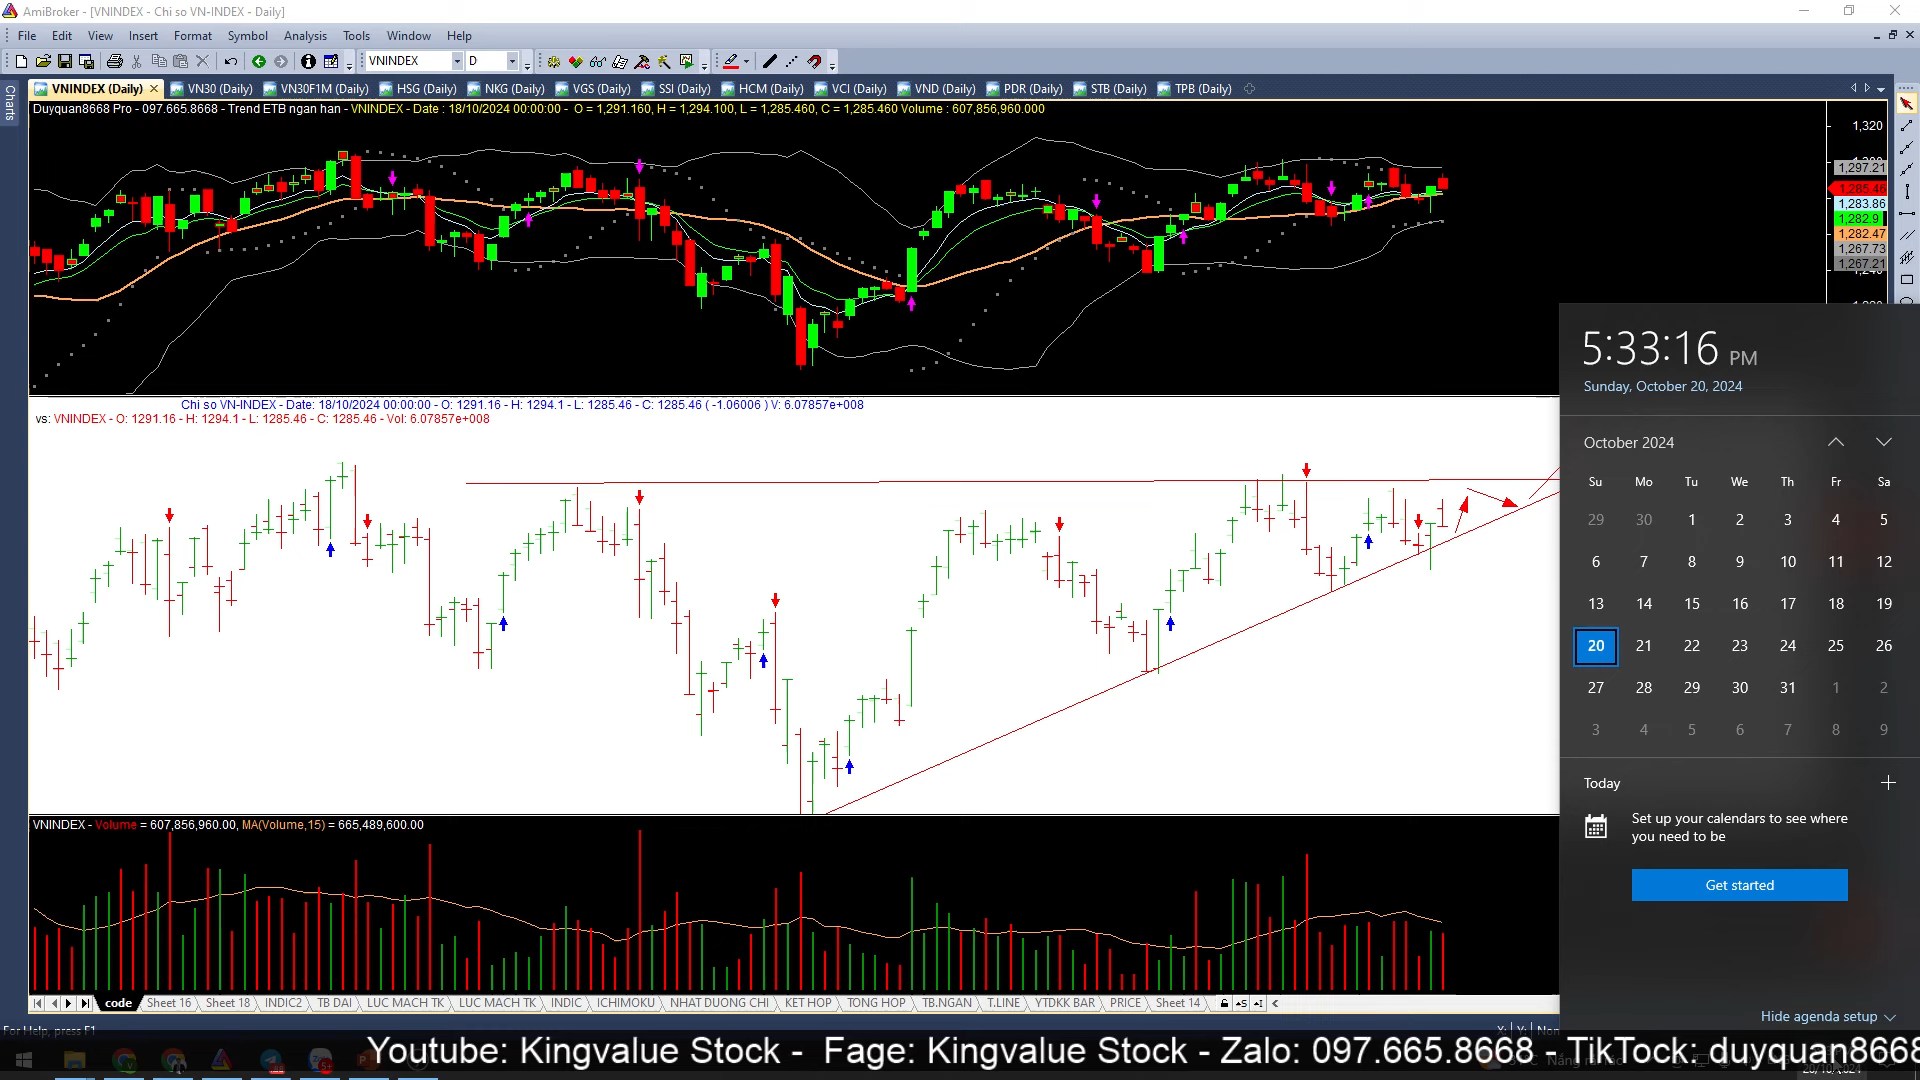 AmiBroker - [VNINDEX - Chi so VN-INDEX - Daily]
File Edit View Insert Format Symbol Analysis Tools Window Help
VNINDEX D
Charts
VNINDEX (Daily) VN30 (Daily) VN30F1M (Daily) HSG (Daily) NKG (Daily) VGS (Daily) SSI (Daily) HCM (Daily) VCI (Daily) VND (Daily) PDR (Daily) STB (Daily) TPB (Daily)
Duyquan8668 Pro - 097.665.8668 - Trend ETB ngan han - VNINDEX - Date : 18/10/2024 00:00:00 - O = 1,291.160, H = 1,294.100, L = 1,285.460, C = 1,285.460 Volume : 607,856,960.000
1,320
1,297.21
1,285.46
1,283.86
1,282.9
1,282.47
1,267.73
1,267.21
Chi so VN-INDEX - Date: 18/10/2024 00:00:00 - O: 1291.16 - H: 1294.1 - L: 1285.46 - C: 1285.46 ( -1.06006 ) V: 6.07857e+008
vs: VNINDEX - O: 1291.16 - H: 1294.1 - L: 1285.46 - C: 1285.46 - Vol: 6.07857e+008
VNINDEX - Volume = 607,856,960.00, MA(Volume,15) = 665,489,600.00
code Sheet 16 Sheet 18 INDIC2 TB DAI LUC MACH TK LUC MACH TK INDIC ICHIMOKU NHAT DUONG CHI KET HOP TONG HOP TB.NGAN T.LINE YTDKK BAR PRICE Sheet 14
For Help, press F1
5:33:16 PM
Sunday, October 20, 2024
October 2024
Su Mo Tu We Th Fr Sa
29 30 1 2 3 4 5
6 7 8 9 10 11 12
13 14 15 16 17 18 19
20 21 22 23 24 25 26
27 28 29 30 31 1 2
3 4 5 6 7 8 9
Today
Set up your calendars to see where
you need to be
Get started
Hide agenda setup
Youtube: Kingvalue Stock - Fage: Kingvalue Stock - Zalo: 097.665.8668 - TikTock: duyquan8668